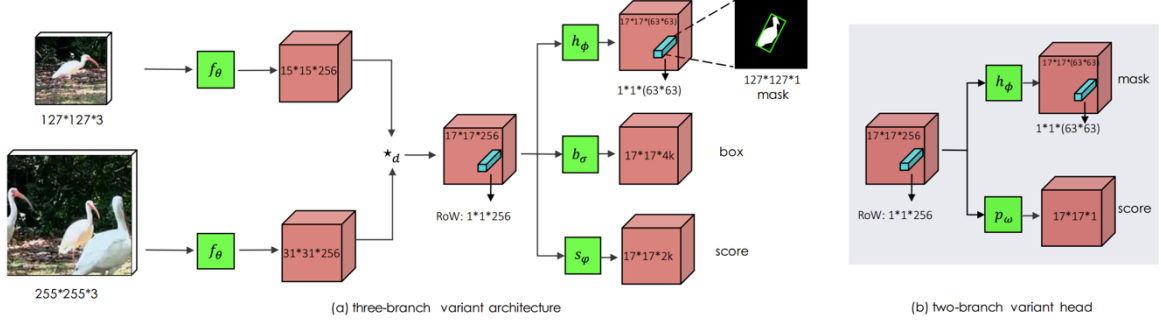 127*127*3
f_θ
15*15*256
255*255*3
f_θ
31*31*256
⋆_d
17*17*256
RoW: 1*1*256
h_ϕ
17*17*(63*63)
1*1*(63*63)
127*127*1
mask
b_σ
17*17*4k
box
s_φ
17*17*2k
score
(a) three-branch variant architecture
17*17*256
RoW: 1*1*256
h_ϕ
17*17*(63*63)
1*1*(63*63)
mask
p_ω
17*17*1
score
(b) two-branch variant head